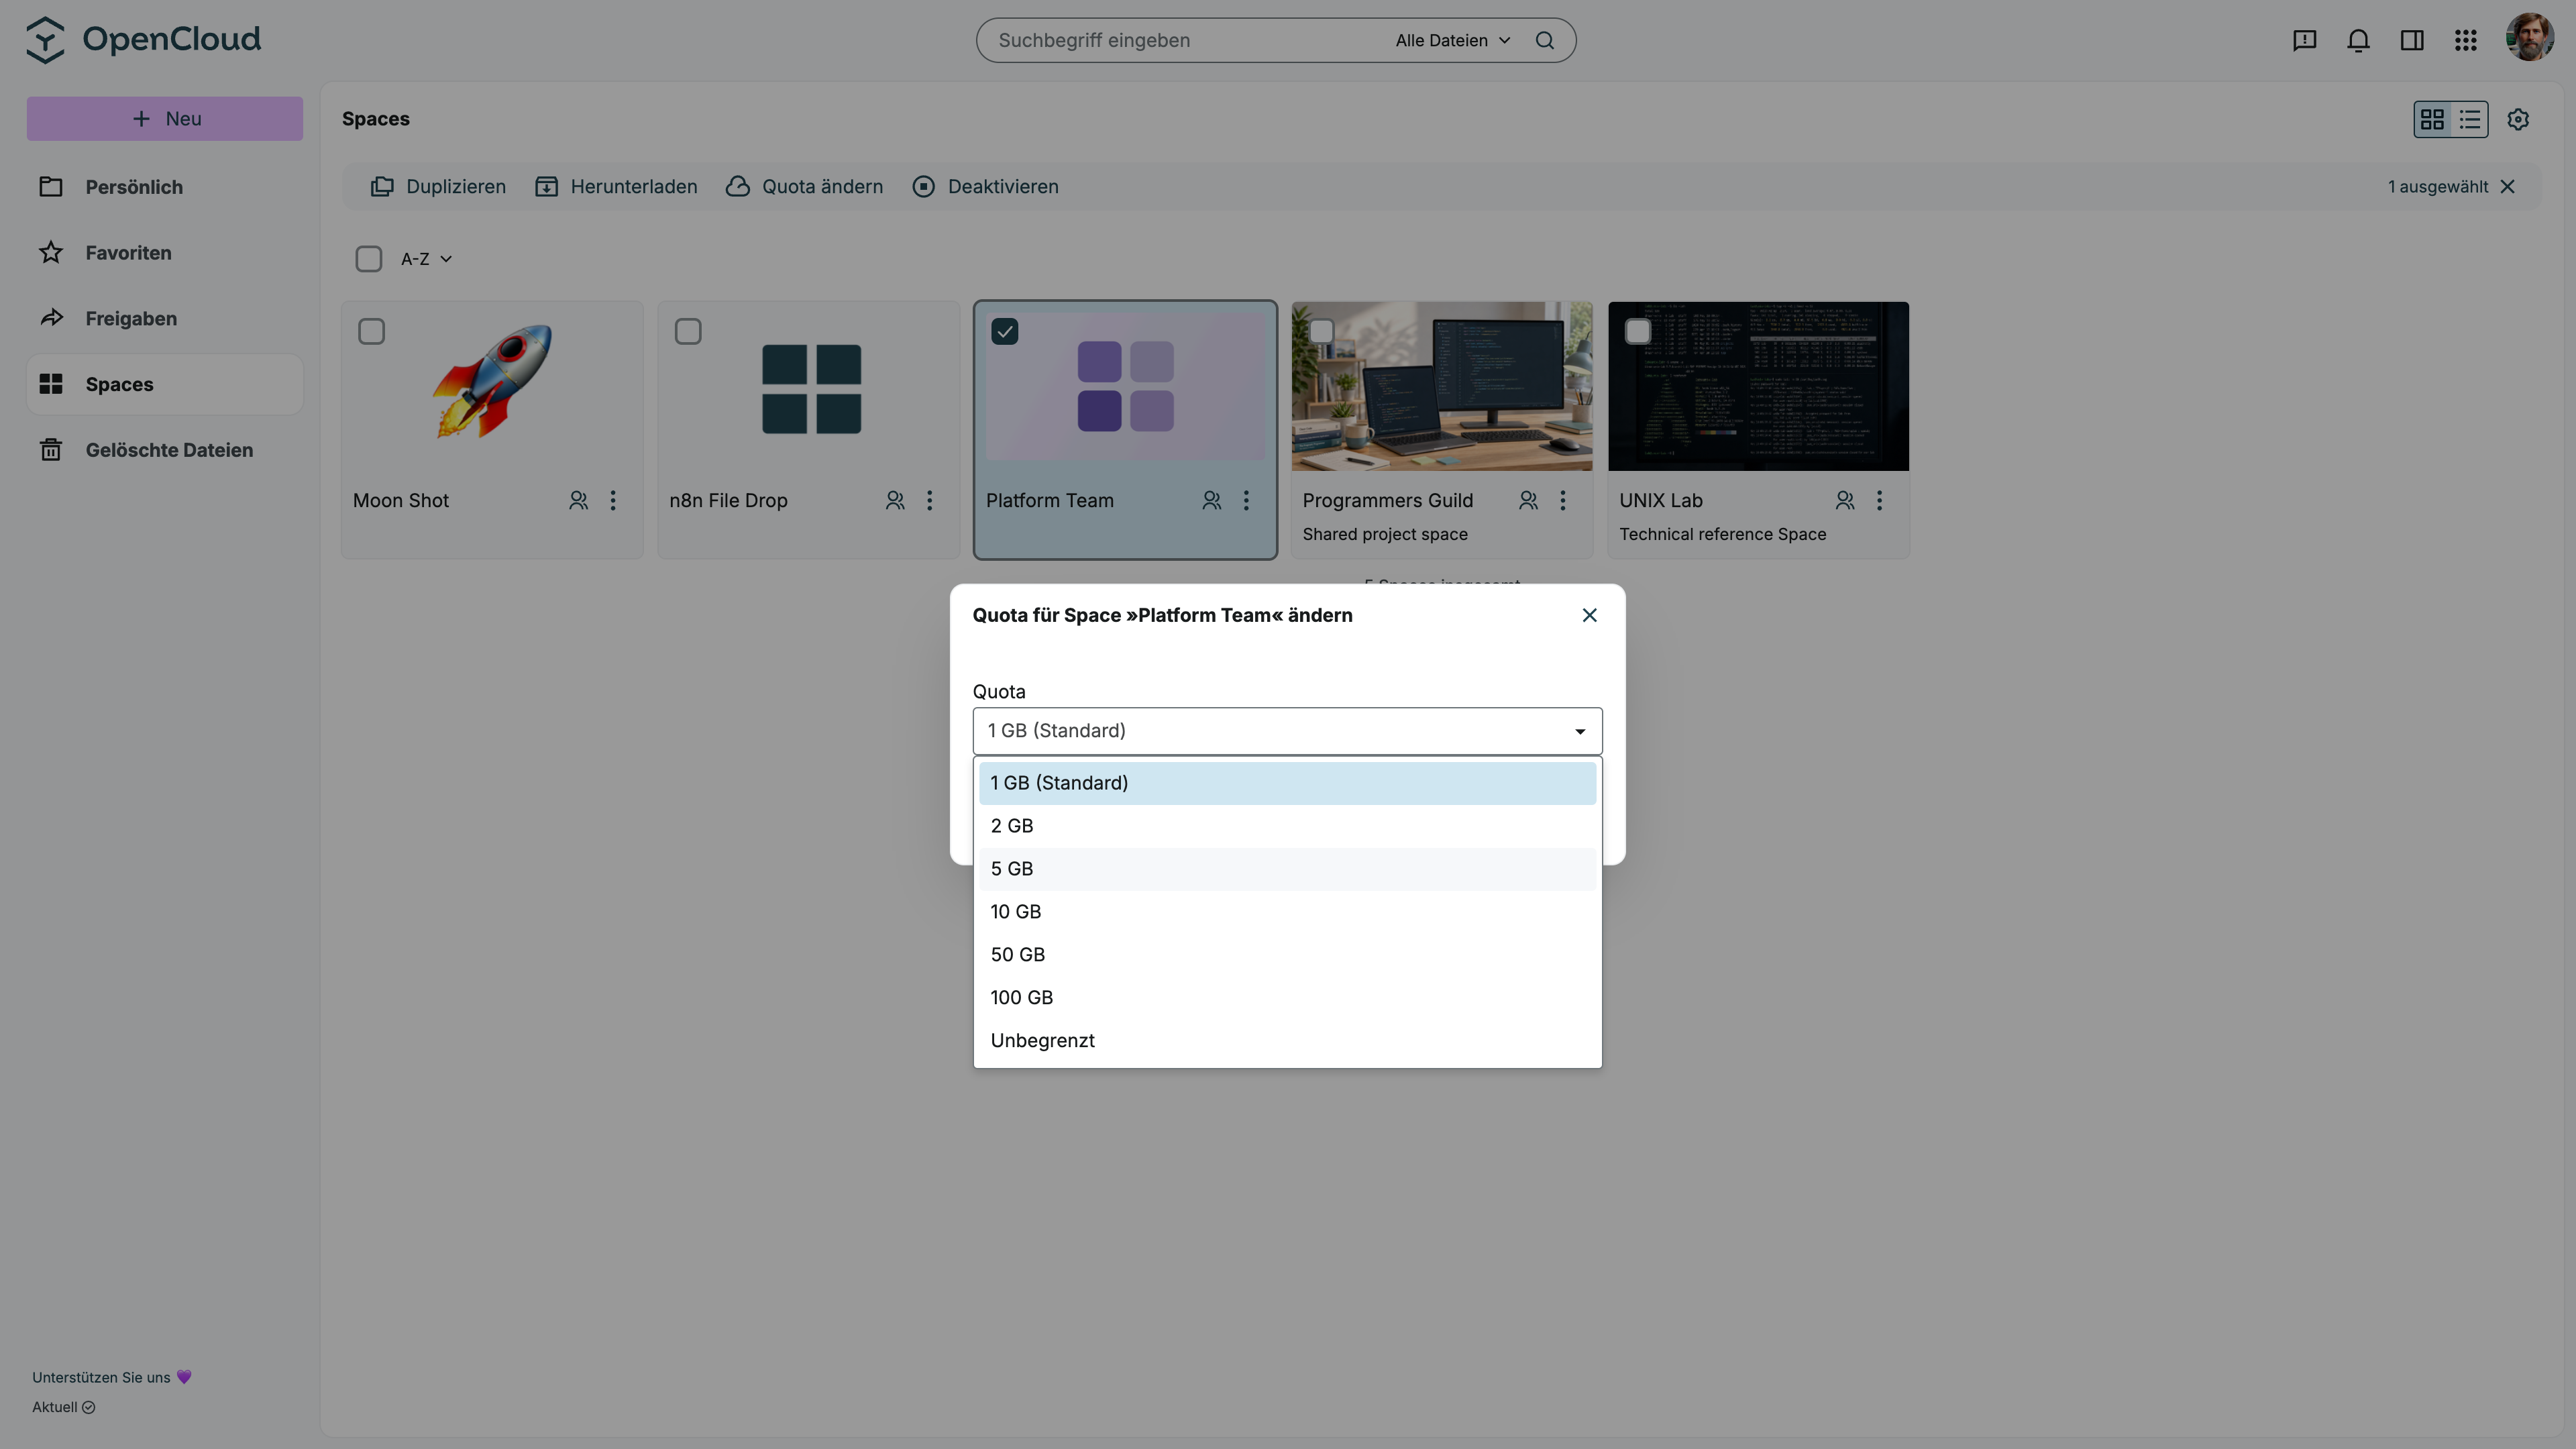 OpenCloud
Suchbegriff eingeben
Alle Dateien
Neu
Persönlich
Favoriten
Freigaben
Spaces
Gelöschte Dateien
Unterstützen Sie uns 💜
Aktuell
Spaces
Duplizieren
Herunterladen
Quota ändern
Deaktivieren
1 ausgewählt
A-Z
Moon Shot
n8n File Drop
Platform Team
Programmers Guild
Shared project space
UNIX Lab
Technical reference Space
Quota für Space »Platform Team« ändern
Quota
1 GB (Standard)
1 GB (Standard)
2 GB
5 GB
10 GB
50 GB
100 GB
Unbegrenzt